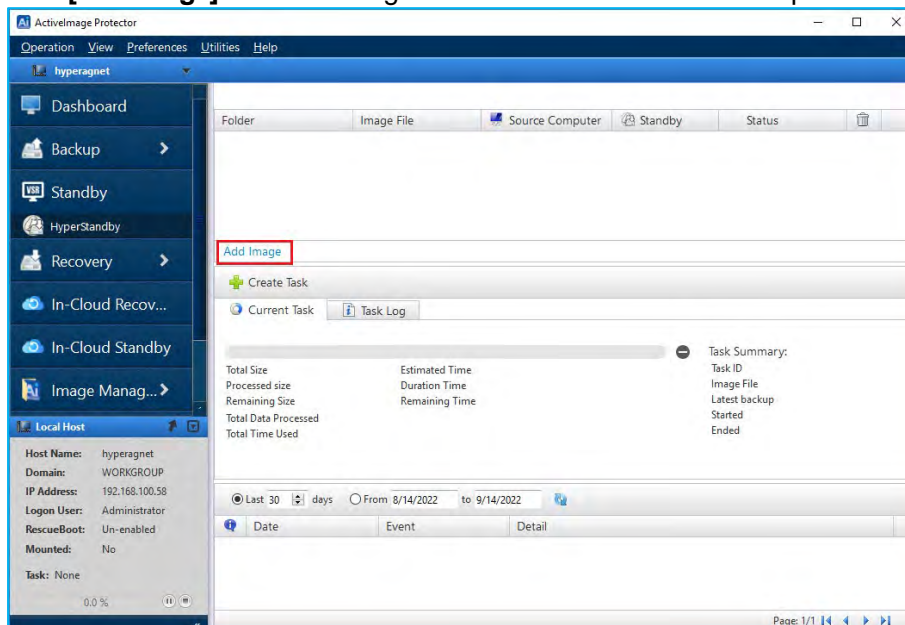 ActiveImage Protector
Operation View Preferences Utilities Help
hyperagnet
Dashboard
Backup
Standby
HyperStandby
Recovery
In-Cloud Recov...
In-Cloud Standby
Image Manag...
Local Host
Host Name: hyperagnet
Domain: WORKGROUP
IP Address: 192.168.100.58
Logon User: Administrator
RescueBoot: Un-enabled
Mounted: No
Task: None
0.0 %
Folder Image File Source Computer Standby Status
Add Image
Create Task
Current Task Task Log
Total Size Estimated Time
Processed size Duration Time
Remaining Size Remaining Time
Total Data Processed
Total Time Used
Task Summary:
Task ID
Image File
Latest backup
Started
Ended
Last 30 days From 8/14/2022 to 9/14/2022
Date Event Detail
Page: 1/1